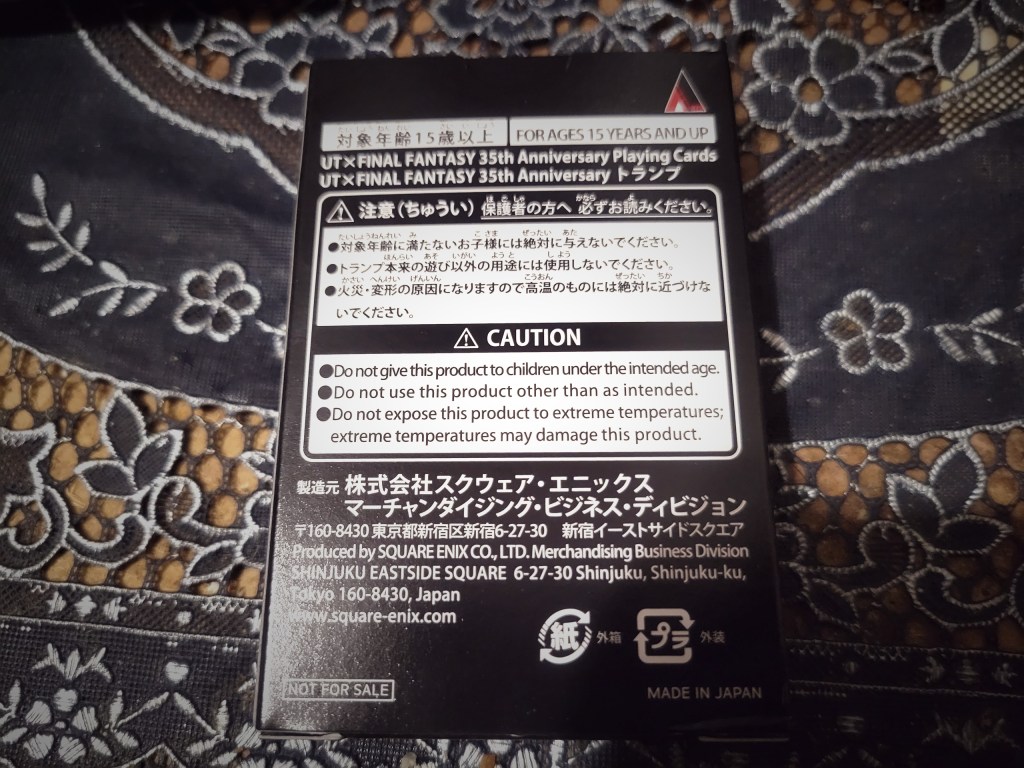 対象年齢15歳以上
FOR AGES 15 YEARS AND UP
UT×FINAL FANTASY 35th Anniversary Playing Cards
UT×FINAL FANTASY 35th Anniversary トランプ
注意(ちゅうい) 保護者の方へ 必ずお読みください。
●対象年齢に満たないお子様には絶対に与えないでください。
●トランプ本来の遊び以外の用途には使用しないでください。
●火災・変形の原因になりますので高温のものには絶対に近づけな
いでください。
CAUTION
●Do not give this product to children under the intended age.
●Do not use this product other than as intended.
●Do not expose this product to extreme temperatures;
extreme temperatures may damage this product.
製造元 株式会社スクウェア・エニックス
マーチャンダイジング・ビジネス・ディビジョン
〒160-8430 東京都新宿区新宿6-27-30 新宿イーストサイドスクエア
Produced by SQUARE ENIX CO., LTD. Merchandising Business Division
SHINJUKU EASTSIDE SQUARE 6-27-30 Shinjuku, Shinjuku-ku,
Tokyo 160-8430, Japan
www.square-enix.com
紙 外箱 プラ 外装
NOT FOR SALE
MADE IN JAPAN